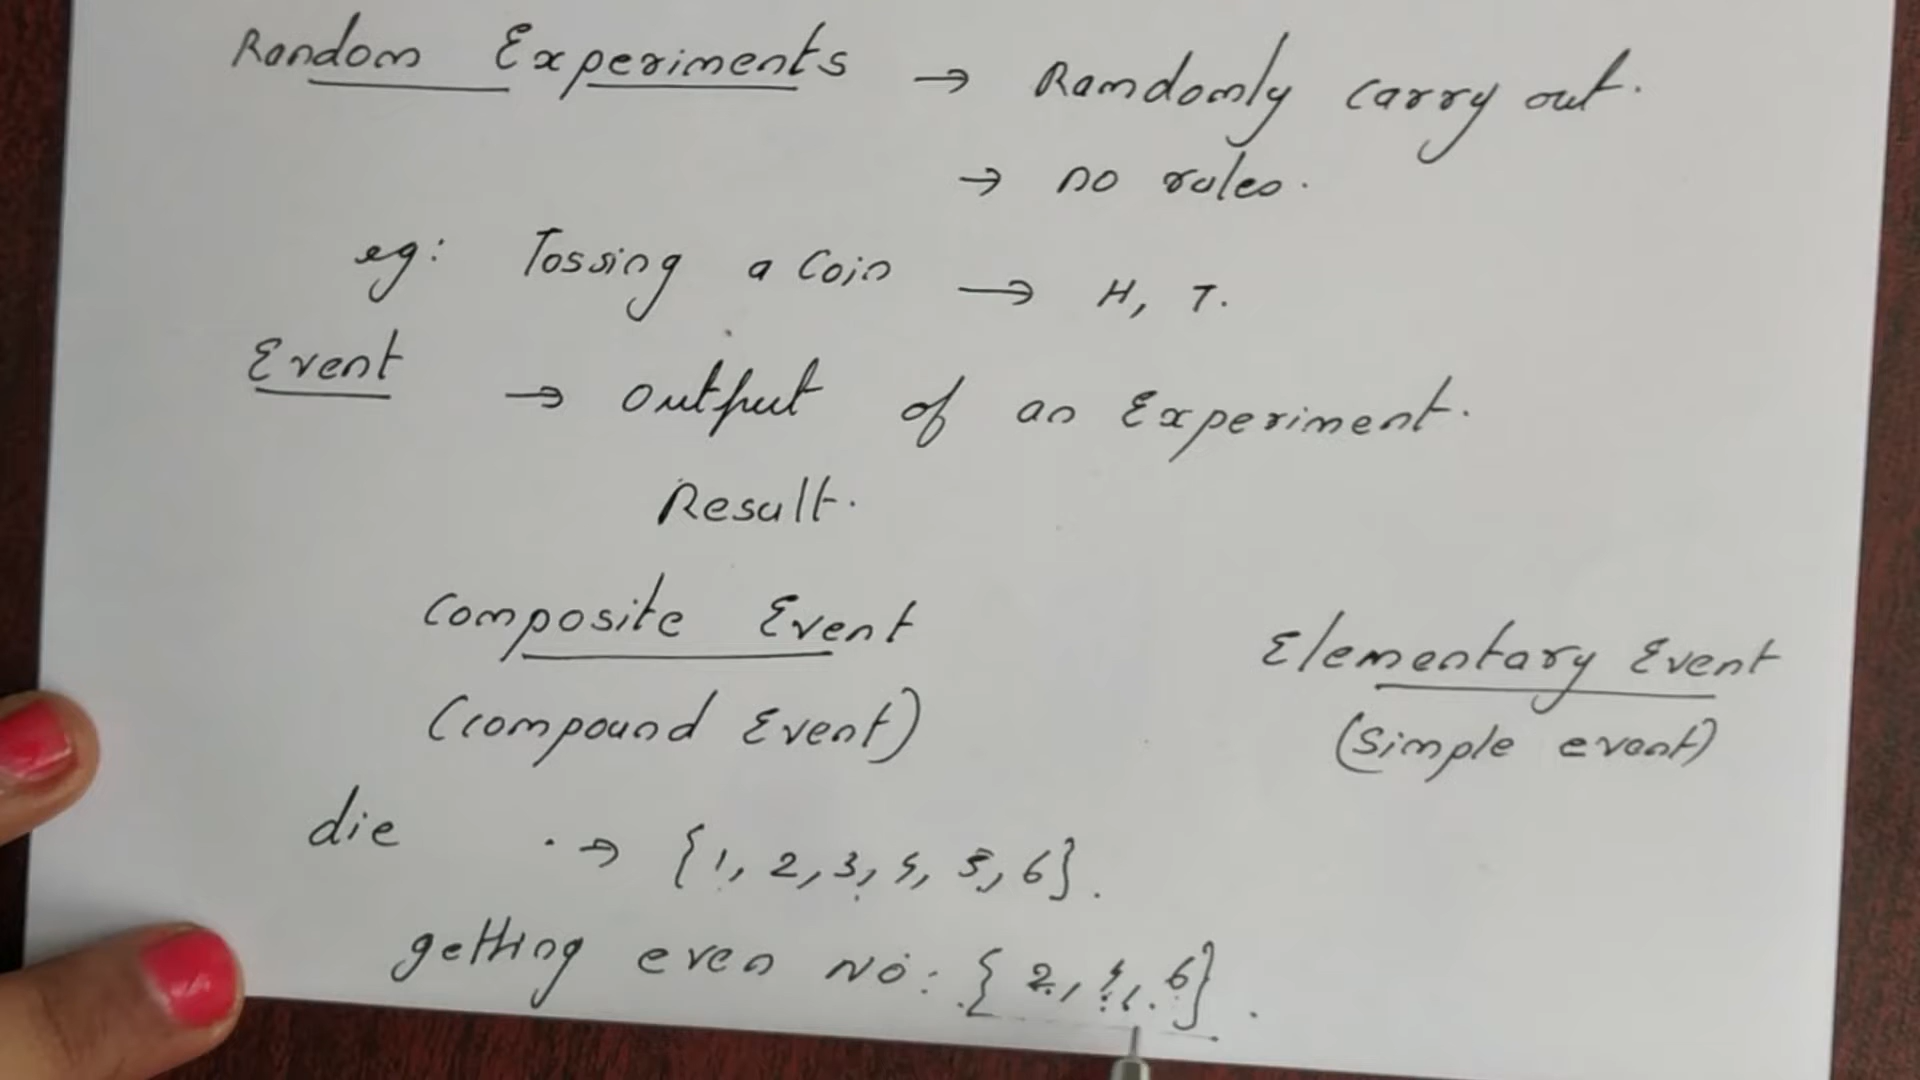 Random Experiments → Randomly carry out.
→ no rules.
eg: Tossing a Coin → H, T.
Event → output of an Experiment.
Result.
Composite Event
(Compound Event)
Elementary Event
(Simple event)
die → {1, 2, 3, 4, 5, 6}.
getting even No: {2, 4, 6}.